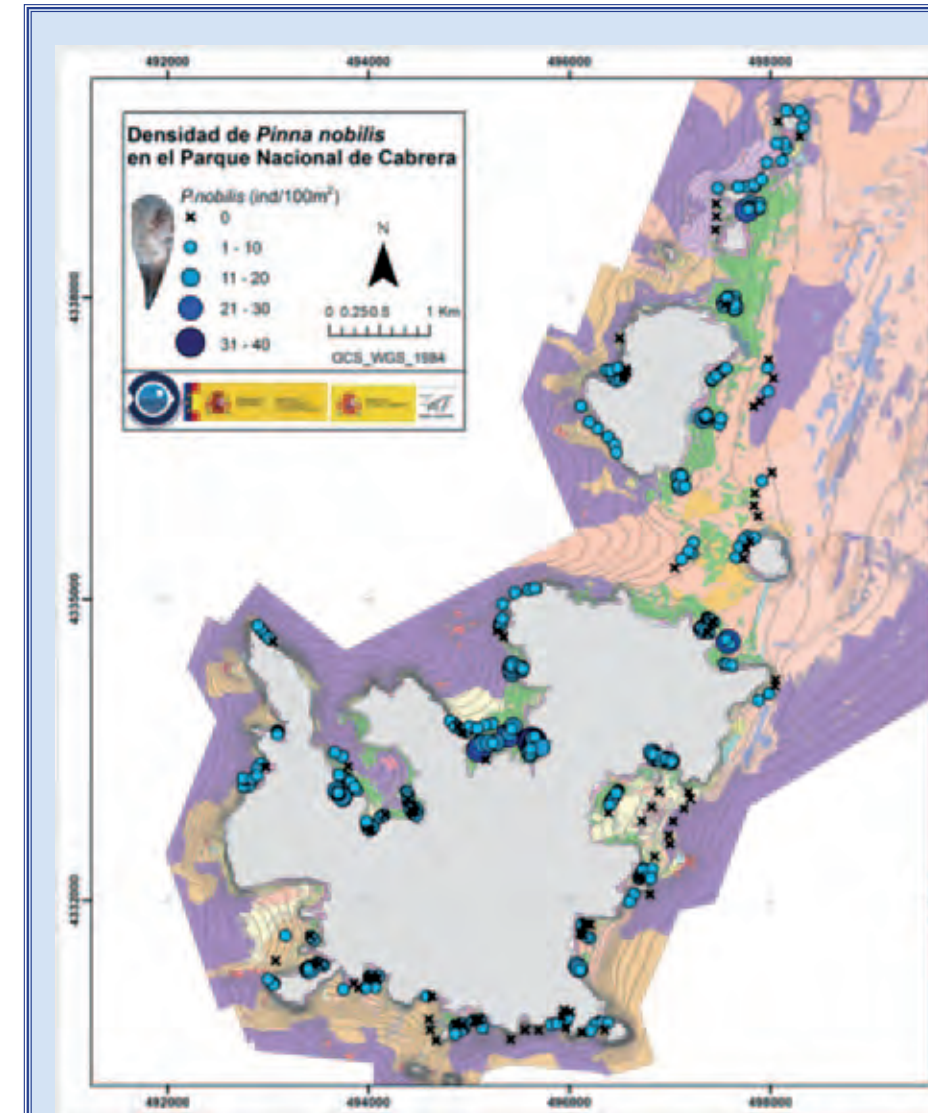 492000 494000 496000 498000
Densidad de Pinna nobilis
en el Parque Nacional de Cabrera
P.nobilis (ind/100m²)
0
1 - 10
11 - 20
21 - 30
31 - 40
N
0 0.25 0.5 1 Km
GCS_WGS_1984
4338000
4335000
4332000
492000 494000 496000 498000